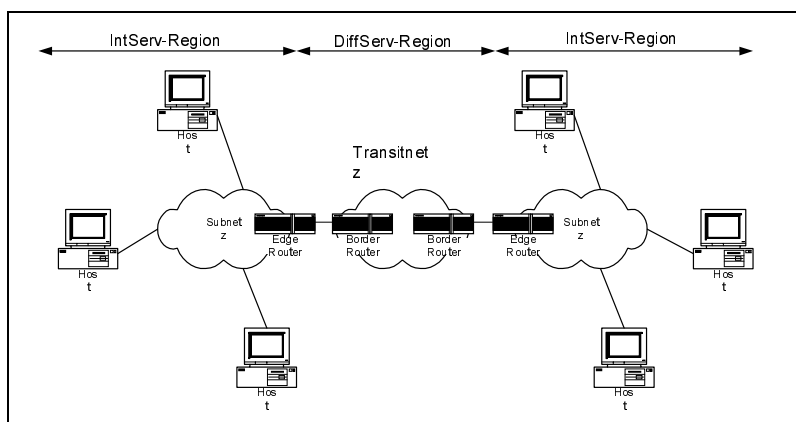 IntServ-Region
DiffServ-Region
IntServ-Region
Hos
t
Hos
t
Transitnet
z
Hos
t
Subnet
z
Edge
Router
Border
Router
Border
Router
Edge
Router
Subnet
z
Hos
t
Hos
t
Hos
t